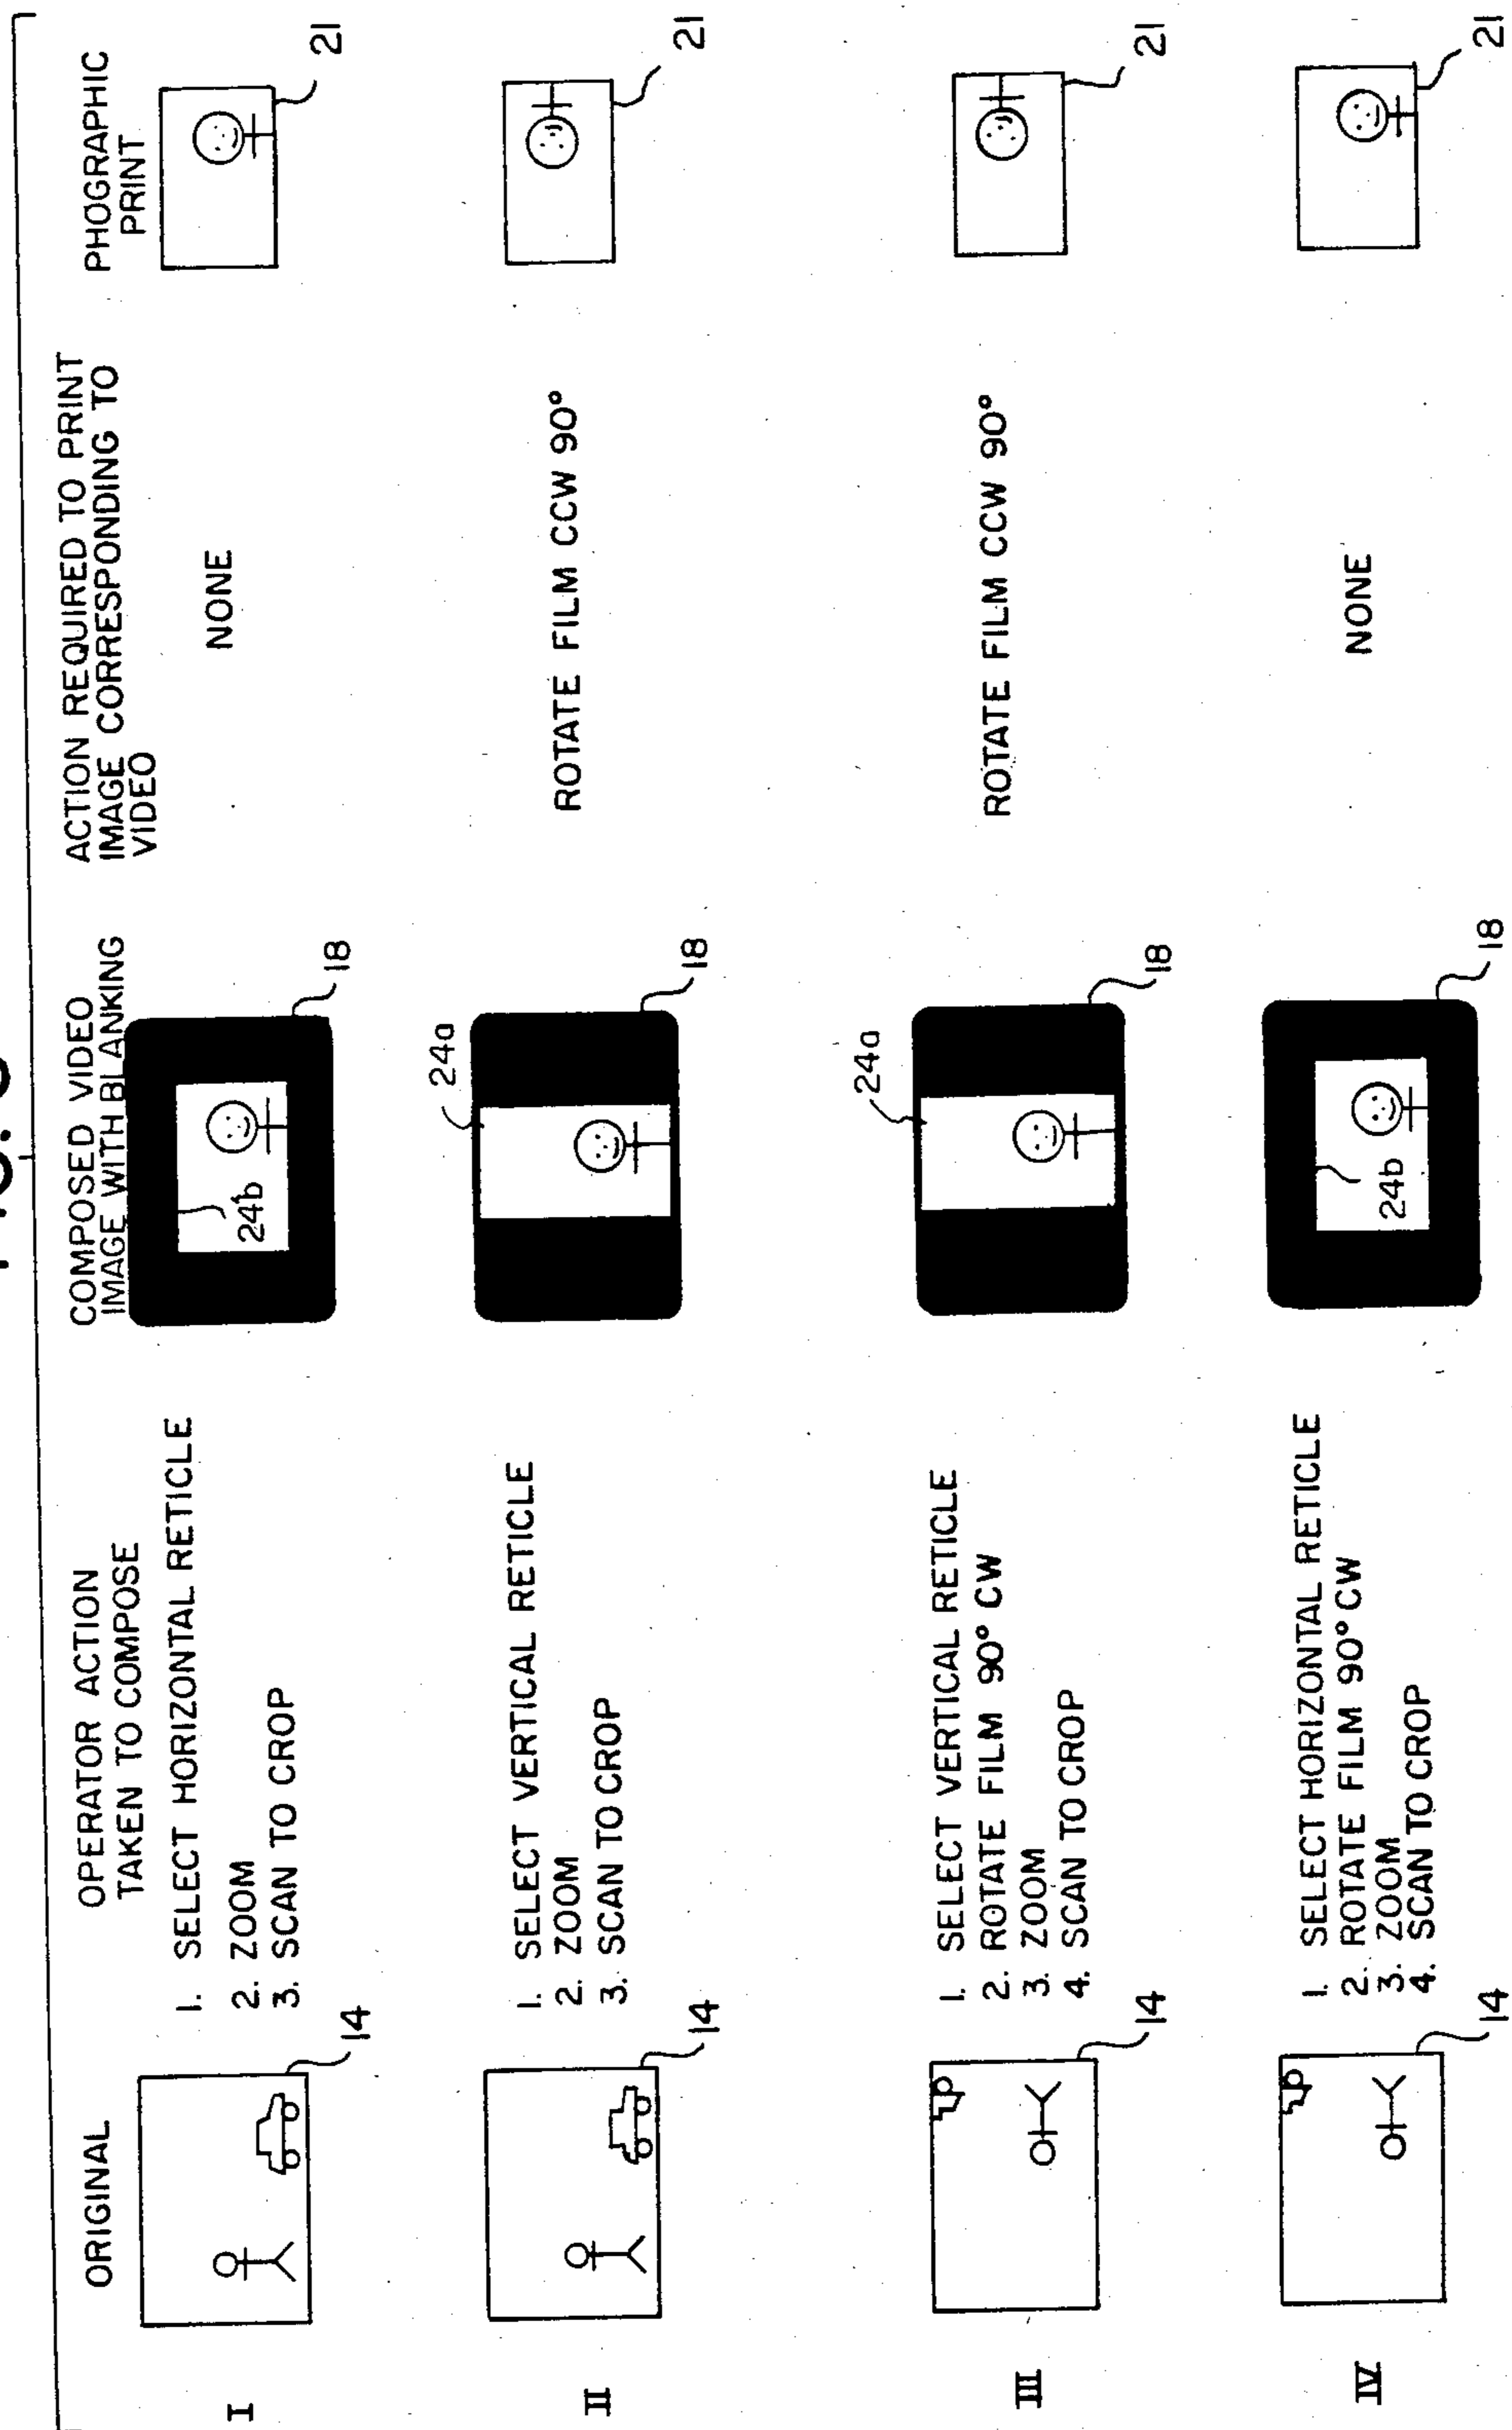 ORIGINAL
OPERATOR ACTION
TAKEN TO COMPOSE
COMPOSED VIDEO
IMAGE WITH BLANKING
ACTION REQUIRED TO PRINT
IMAGE CORRESPONDING TO
VIDEO
PHOGRAPHIC
PRINT
I
14
1. SELECT HORIZONTAL RETICLE
2. ZOOM
3. SCAN TO CROP
24b
18
NONE
21
II
14
1. SELECT VERTICAL RETICLE
2. ZOOM
3. SCAN TO CROP
24a
18
ROTATE FILM CCW 90°
21
III
14
1. SELECT VERTICAL RETICLE
2. ROTATE FILM 90° CW
3. ZOOM
4. SCAN TO CROP
24a
18
ROTATE FILM CCW 90°
21
IV
14
1. SELECT HORIZONTAL RETICLE
2. ROTATE FILM 90° CW
3. ZOOM
4. SCAN TO CROP
24b
18
NONE
21